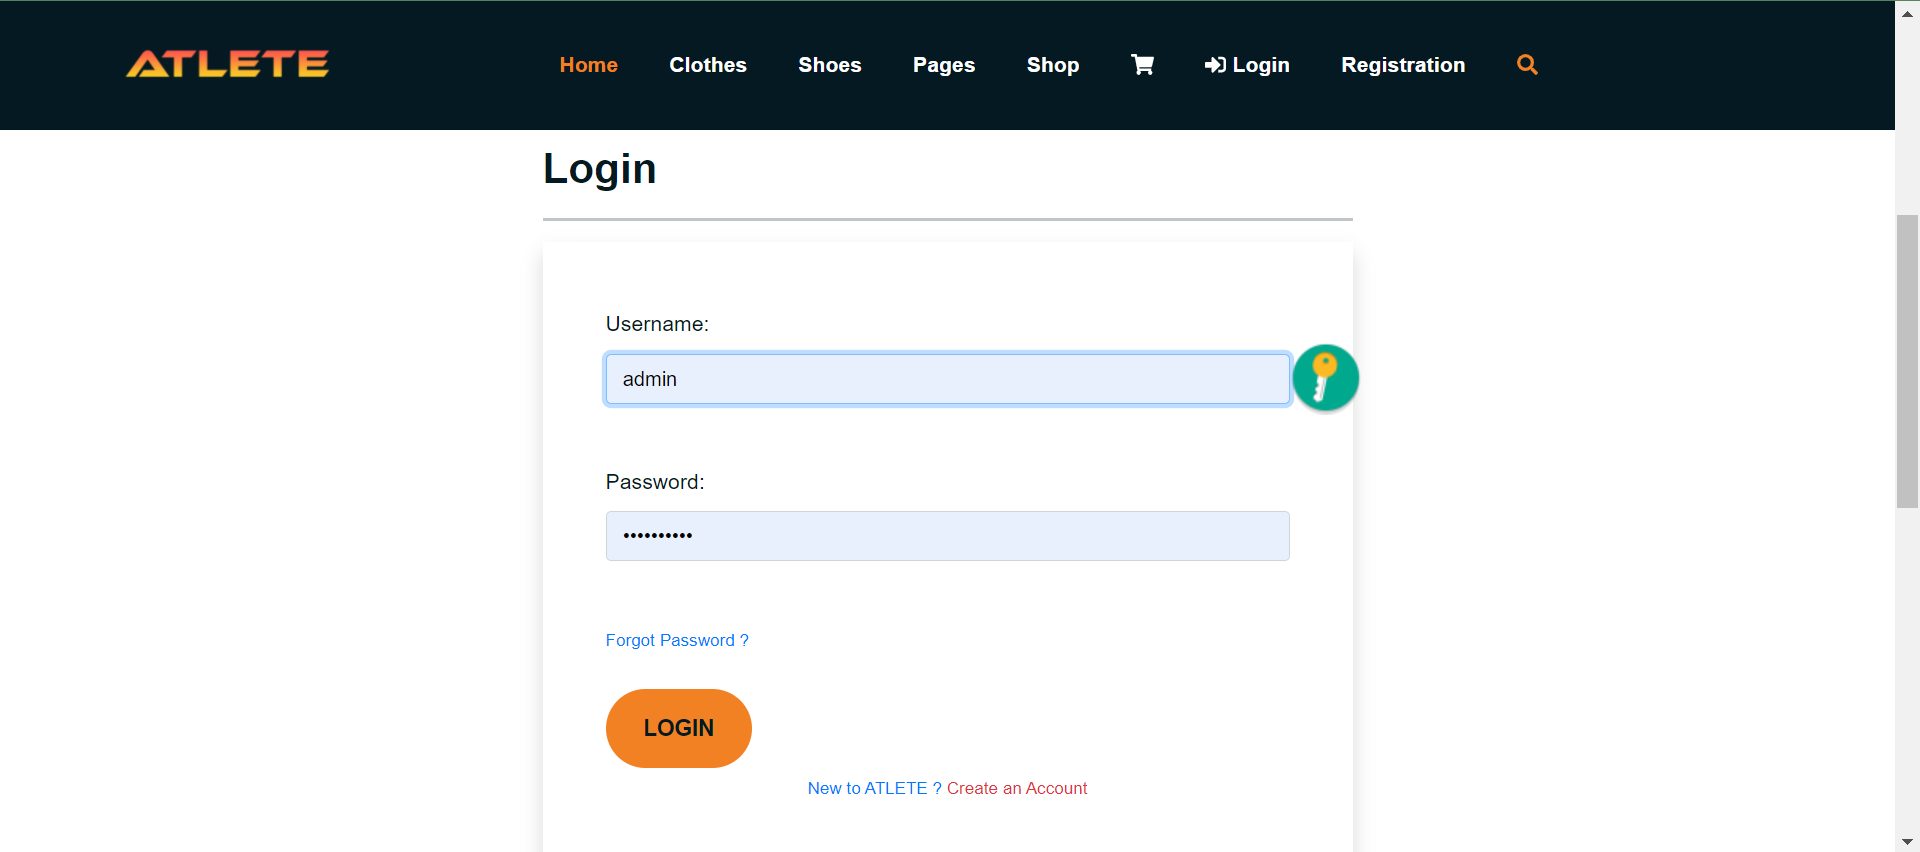 ATLETE Home Clothes Shoes Pages Shop Login Registration
Login
Username:
admin
Password:
••••••••••
Forgot Password ?
LOGIN
New to ATLETE ? Create an Account